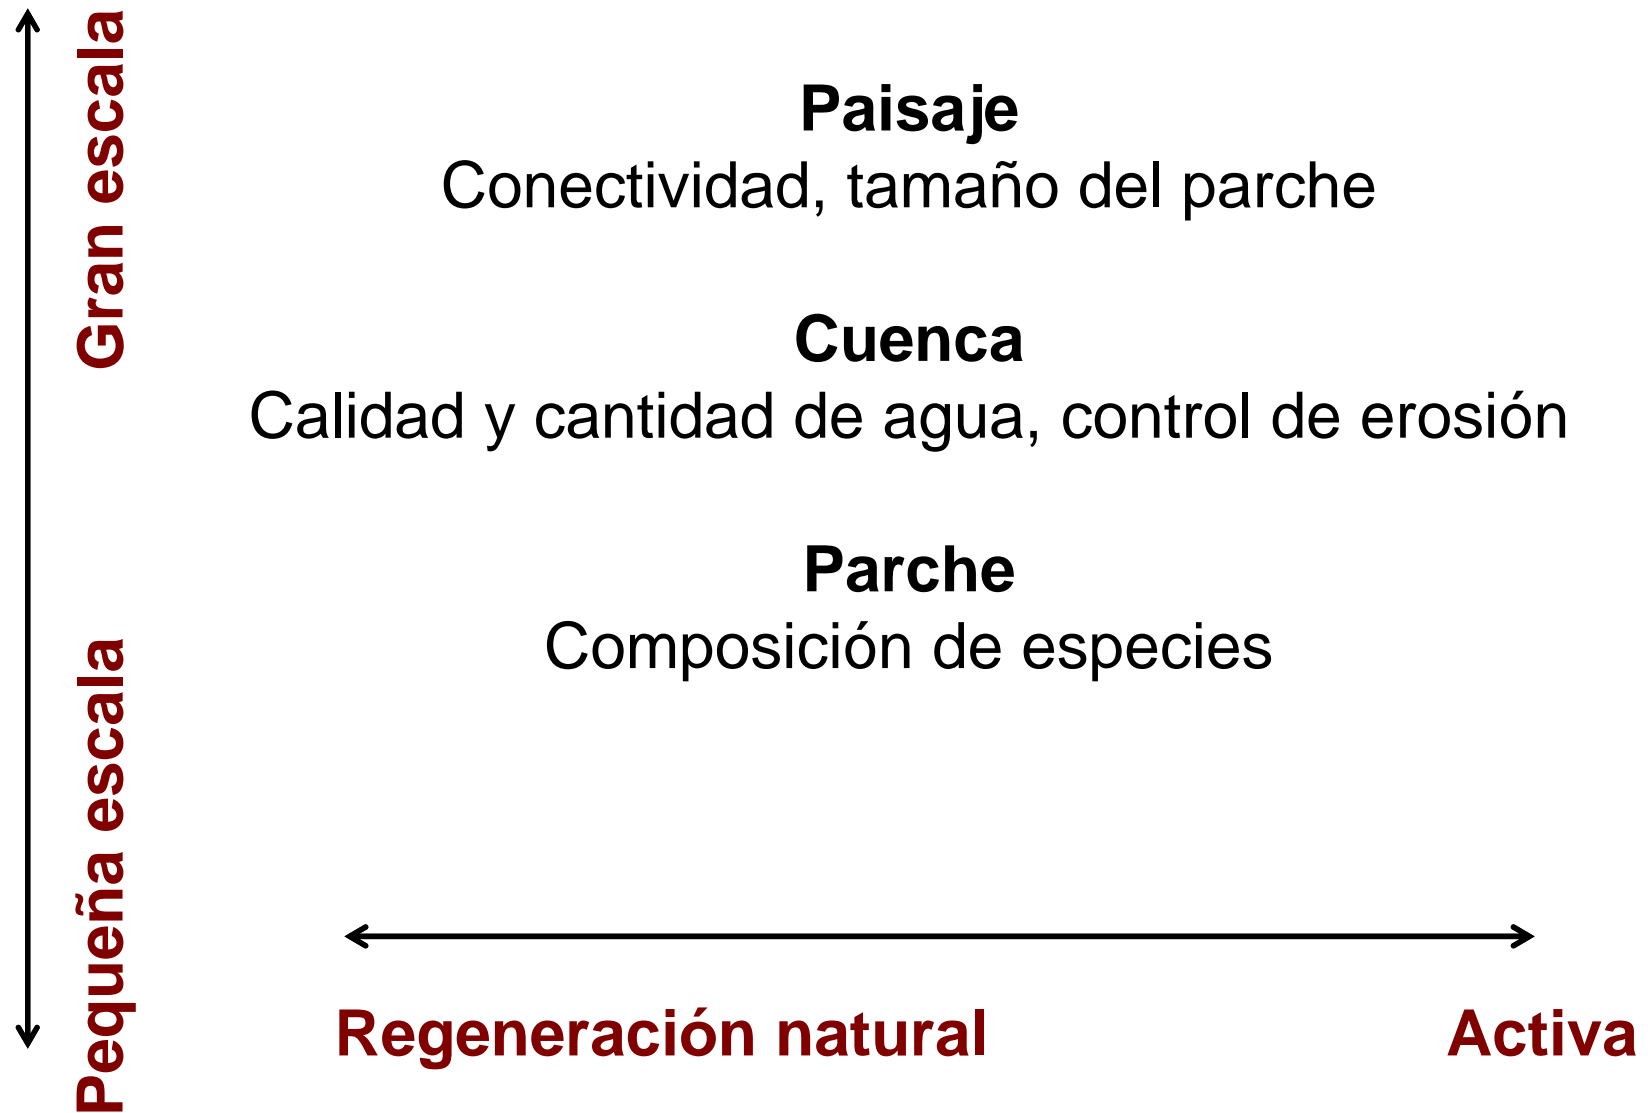 Gran escala
Pequeña escala
Paisaje
Conectividad, tamaño del parche
Cuenca
Calidad y cantidad de agua, control de erosión
Parche
Composición de especies
Regeneración natural
Activa